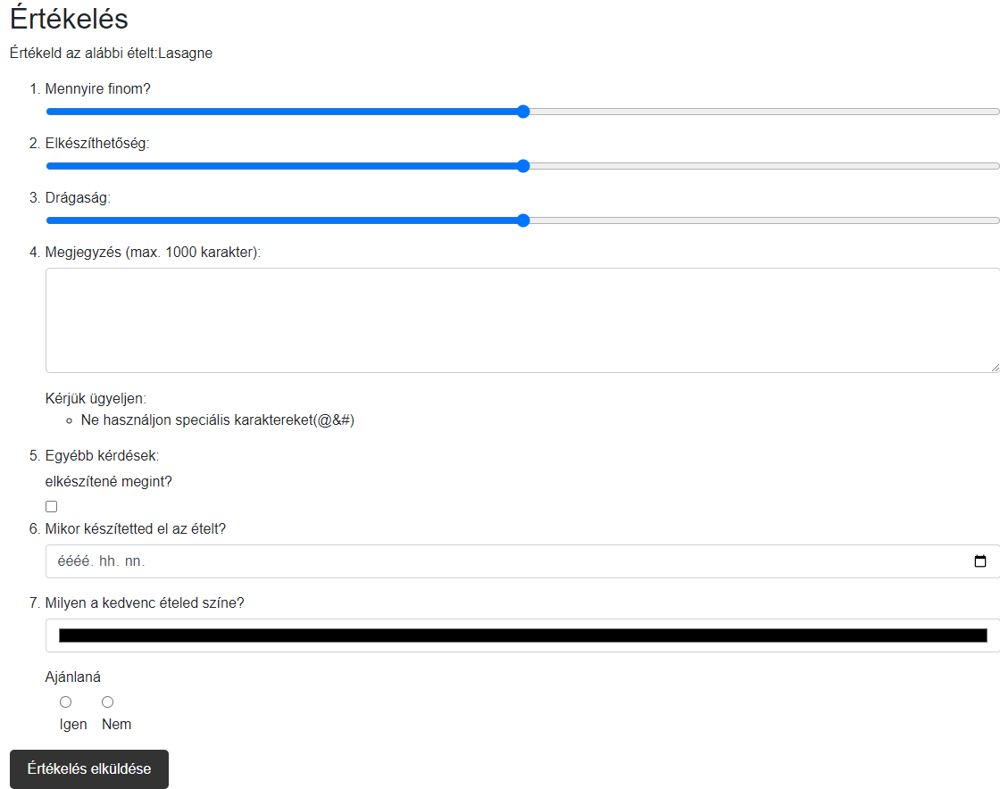 Értékelés
Értékeld az alábbi ételt:Lasagne
1. Mennyire finom?
2. Elkészíthetőség:
3. Drágaság:
4. Megjegyzés (max. 1000 karakter):
Kérjük ügyeljen:
Ne használjon speciális karaktereket(@&#)
5. Egyébb kérdések:
elkészítené megint?
6. Mikor készítetted el az ételt?
éééé. hh. nn.
7. Milyen a kedvenc ételed színe?
Ajánlaná
Igen Nem
Értékelés elküldése